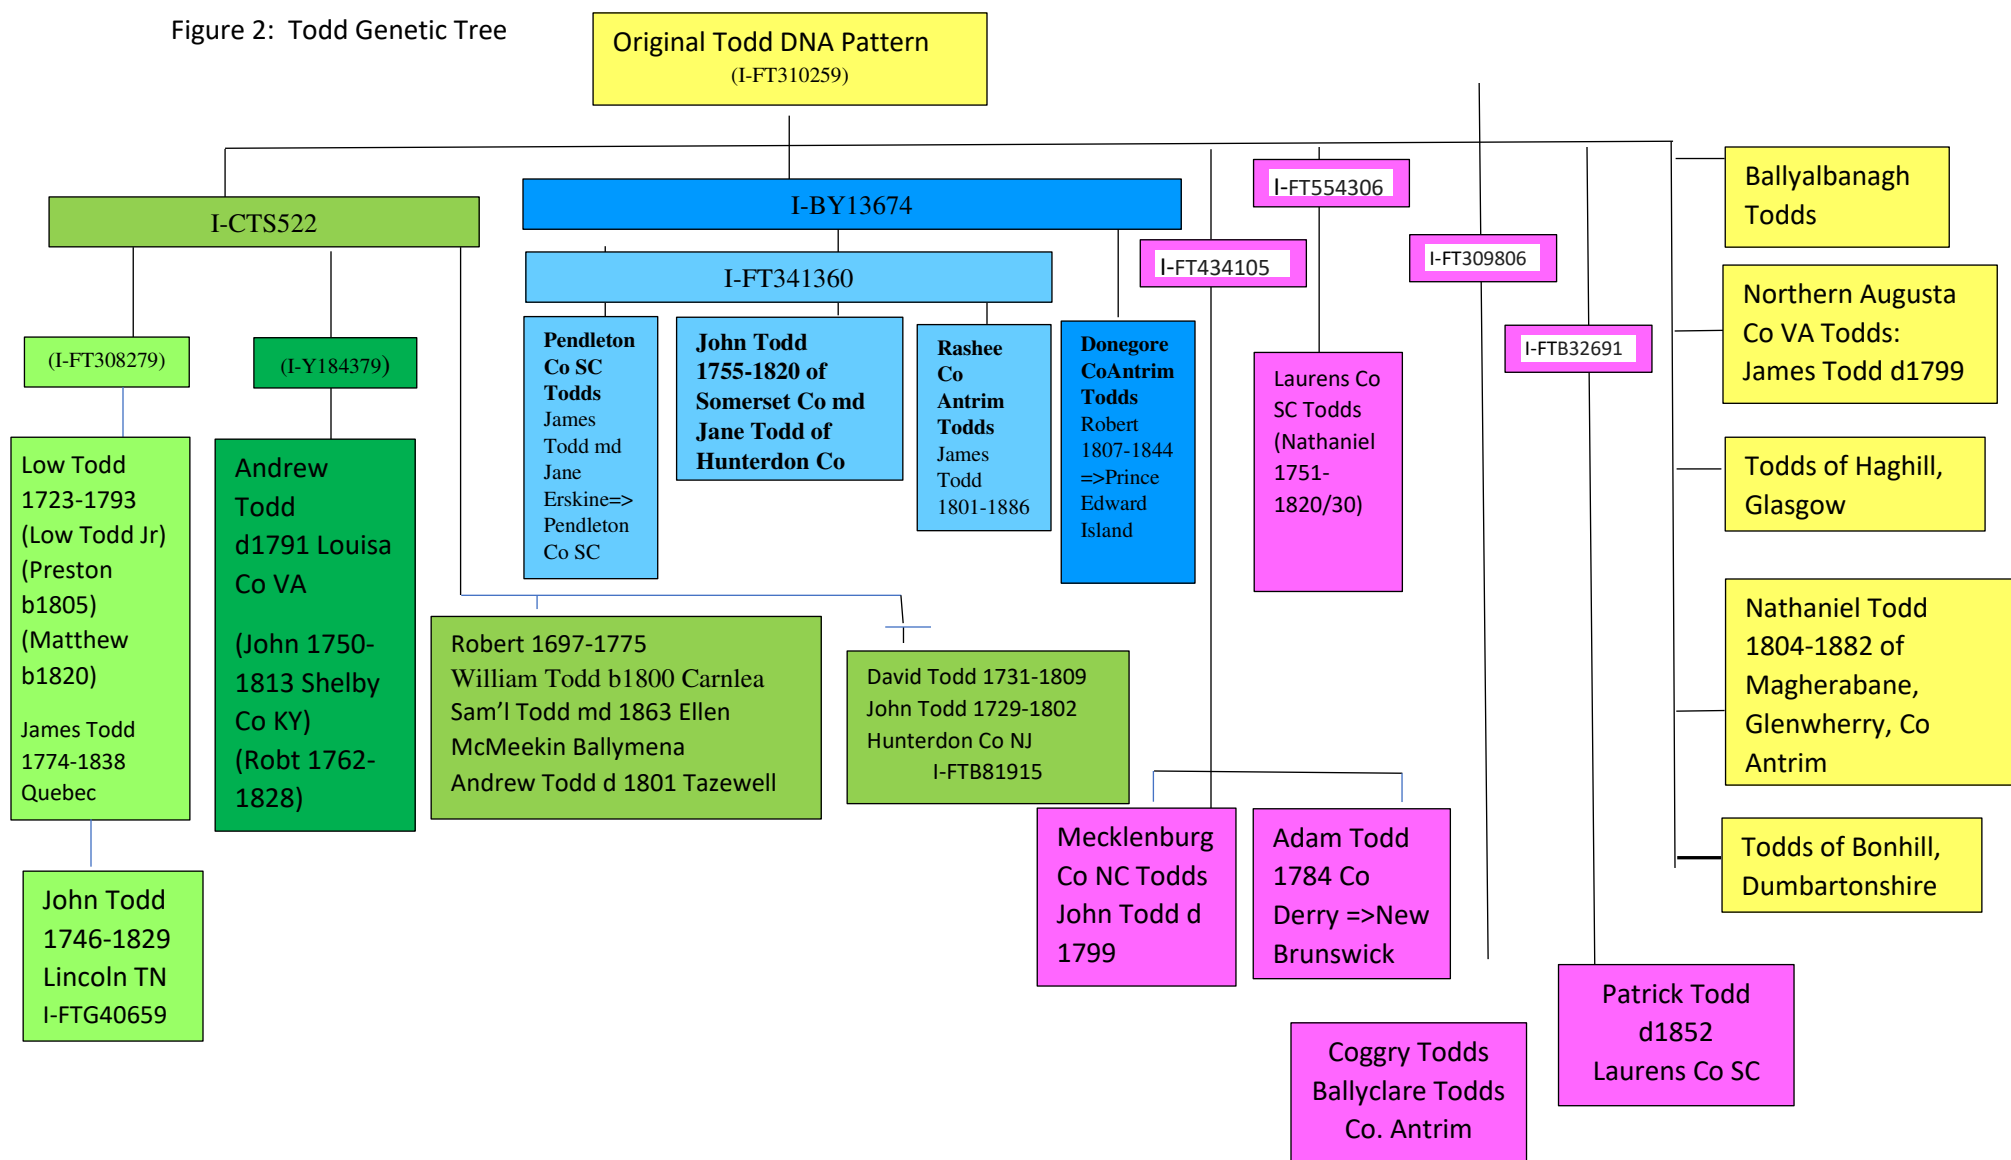 Figure 2:  Todd Genetic Tree
Original Todd DNA Pattern
(I-FT310259)
I-CTS522
I-BY13674
I-FT341360
I-FT434105
I-FT554306
I-FT309806
I-FTB32691
(I-FT308279)
(I-Y184379)
Low Todd
1723-1793
(Low Todd Jr)
(Preston
b1805)
(Matthew
b1820)
James Todd
1774-1838
Quebec
John Todd
1746-1829
Lincoln TN
I-FTG40659
Andrew
Todd
d1791 Louisa
Co VA
(John 1750-
1813 Shelby
Co KY)
(Robt 1762-
1828)
Robert 1697-1775
William Todd b1800 Carnlea
Sam’l Todd md 1863 Ellen
McMeekin Ballymena
Andrew Todd d 1801 Tazewell
David Todd 1731-1809
John Todd 1729-1802
Hunterdon Co NJ
I-FTB81915
Pendleton
Co SC
Todds
James
Todd md
Jane
Erskine=>
Pendleton
Co SC
John Todd
1755-1820 of
Somerset Co md
Jane Todd of
Hunterdon Co
Rashee
Co
Antrim
Todds
James
Todd
1801-1886
Donegore
CoAntrim
Todds
Robert
1807-1844
=>Prince
Edward
Island
Mecklenburg
Co NC Todds
John Todd d
1799
Adam Todd
1784 Co
Derry =>New
Brunswick
Laurens Co
SC Todds
(Nathaniel
1751-
1820/30)
Coggry Todds
Ballyclare Todds
Co. Antrim
Patrick Todd
d1852
Laurens Co SC
Ballyalbanagh
Todds
Northern Augusta
Co VA Todds:
James Todd d1799
Todds of Haghill,
Glasgow
Nathaniel Todd
1804-1882 of
Magherabane,
Glenwherry, Co
Antrim
Todds of Bonhill,
Dumbartonshire